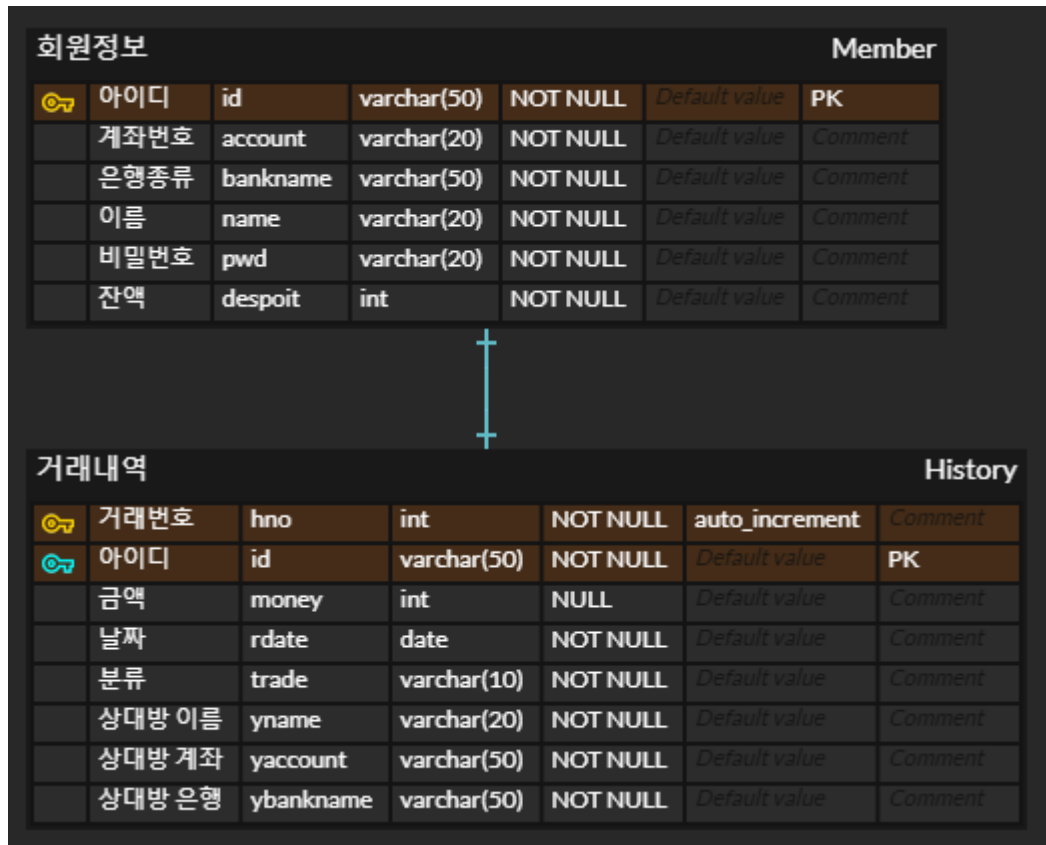 회원정보 Member
아이디 id varchar(50) NOT NULL Default value PK
계좌번호 account varchar(20) NOT NULL Default value Comment
은행종류 bankname varchar(50) NOT NULL Default value Comment
이름 name varchar(20) NOT NULL Default value Comment
비밀번호 pwd varchar(20) NOT NULL Default value Comment
잔액 despoit int NOT NULL Default value Comment
거래내역 History
거래번호 hno int NOT NULL auto_increment Comment
아이디 id varchar(50) NOT NULL Default value PK
금액 money int NULL Default value Comment
날짜 rdate date NOT NULL Default value Comment
분류 trade varchar(10) NOT NULL Default value Comment
상대방 이름 yname varchar(20) NOT NULL Default value Comment
상대방 계좌 yaccount varchar(50) NOT NULL Default value Comment
상대방 은행 ybankname varchar(50) NOT NULL Default value Comment